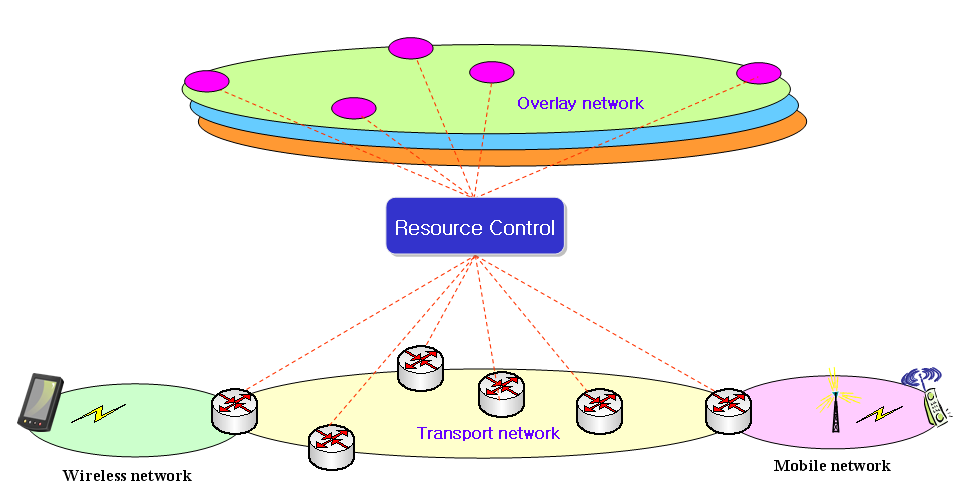 Overlay network
Resource Control
Transport network
Wireless network
Mobile network